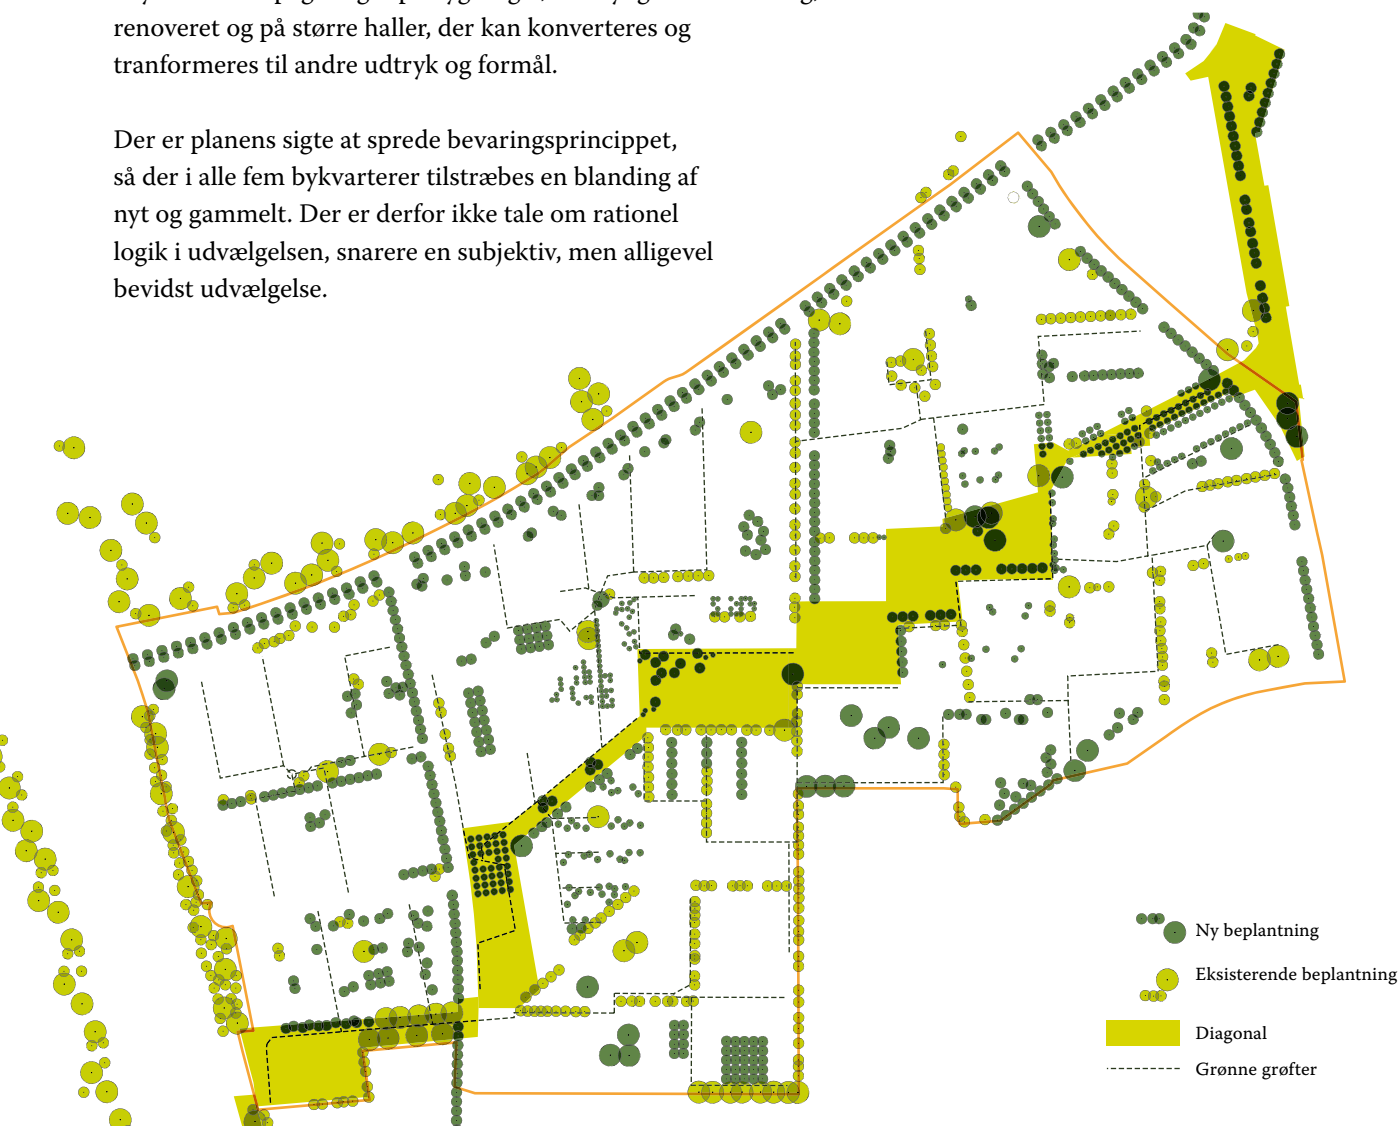 renoveret og på større haller, der kan konverteres og
tranformeres til andre udtryk og formål.
Der er planens sigte at sprede bevaringsprincippet,
så der i alle fem bykvarterer tilstræbes en blanding af
nyt og gammelt. Der er derfor ikke tale om rationel
logik i udvælgelsen, snarere en subjektiv, men alligevel
bevidst udvælgelse.
Ny beplantning
Eksisterende beplantning
Diagonal
Grønne grøfter